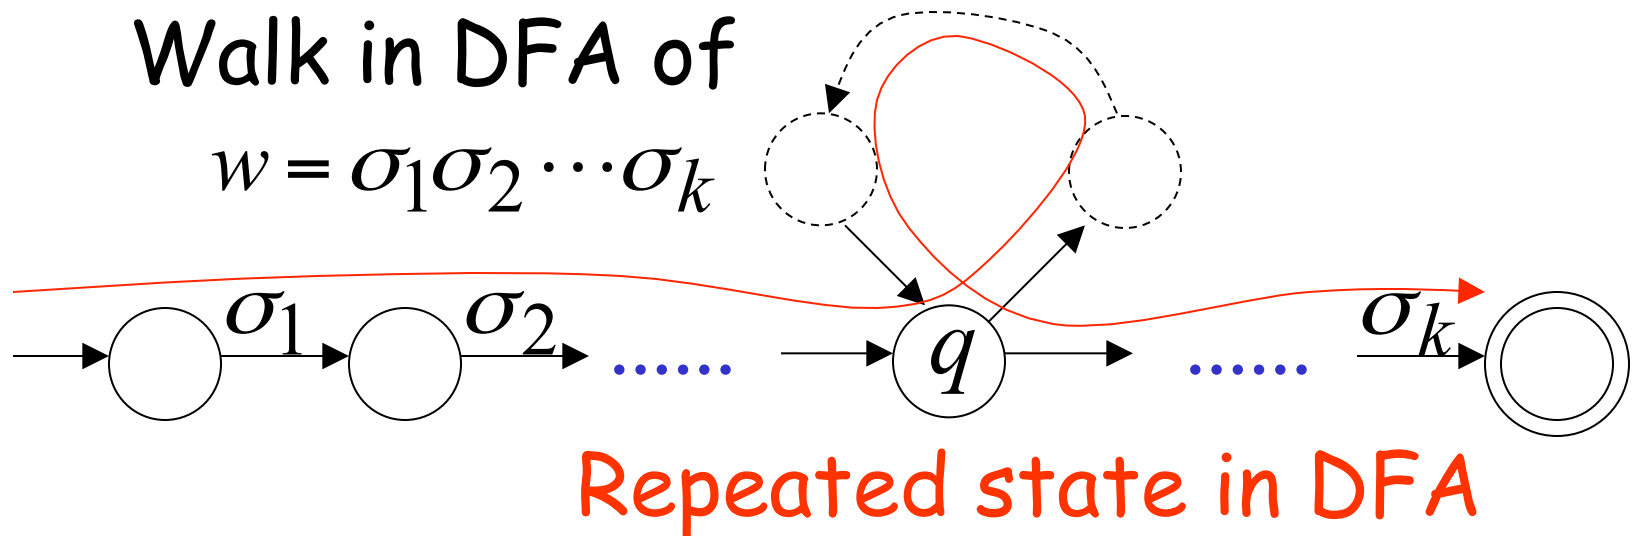 Walk in DFA of
w = σ₁σ₂⋯σₖ
σ₁ σ₂ ...... q ...... σₖ
Repeated state in DFA